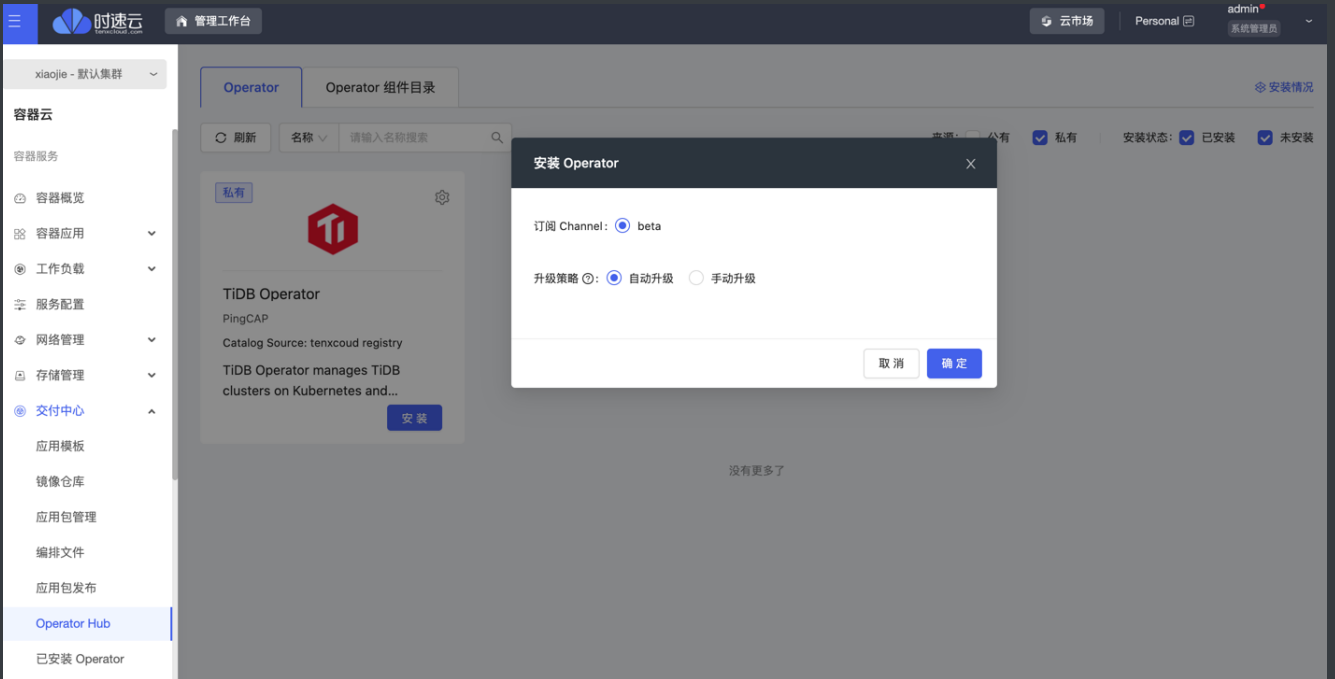 时速云
tenxcloud.com
管理工作台
云市场
Personal
admin
系统管理员
xiaojie - 默认集群
容器云
容器服务
容器概览
容器应用
工作负载
服务配置
网络管理
存储管理
交付中心
应用模板
镜像仓库
应用包管理
编排文件
应用包发布
Operator Hub
已安装 Operator
Operator
Operator 组件目录
安装情况
刷新
名称
请输入名称搜索
来源:
公有
私有
安装状态:
已安装
未安装
私有
TiDB Operator
PingCAP
Catalog Source: tenxcoud registry
TiDB Operator manages TiDB
clusters on Kubernetes and...
安装
安装 Operator
订阅 Channel:
beta
升级策略
自动升级
手动升级
取消
确定
没有更多了